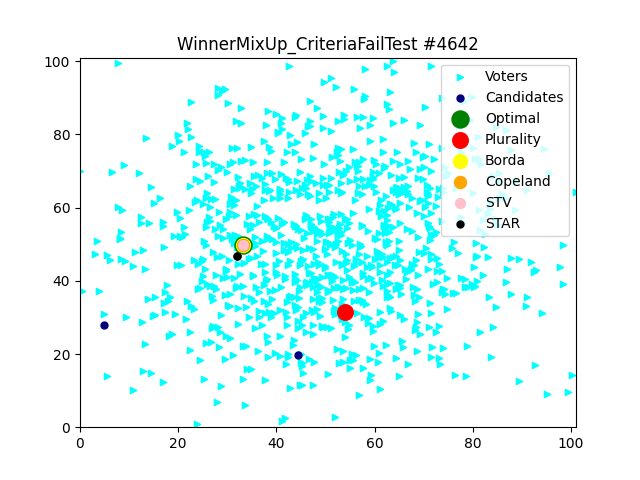 WinnerMixUp_CriteriaFailTest #4642
Voters
Candidates
Optimal
Plurality
Borda
Copeland
STV
STAR
100
80
60
40
20
0
0 20 40 60 80 100